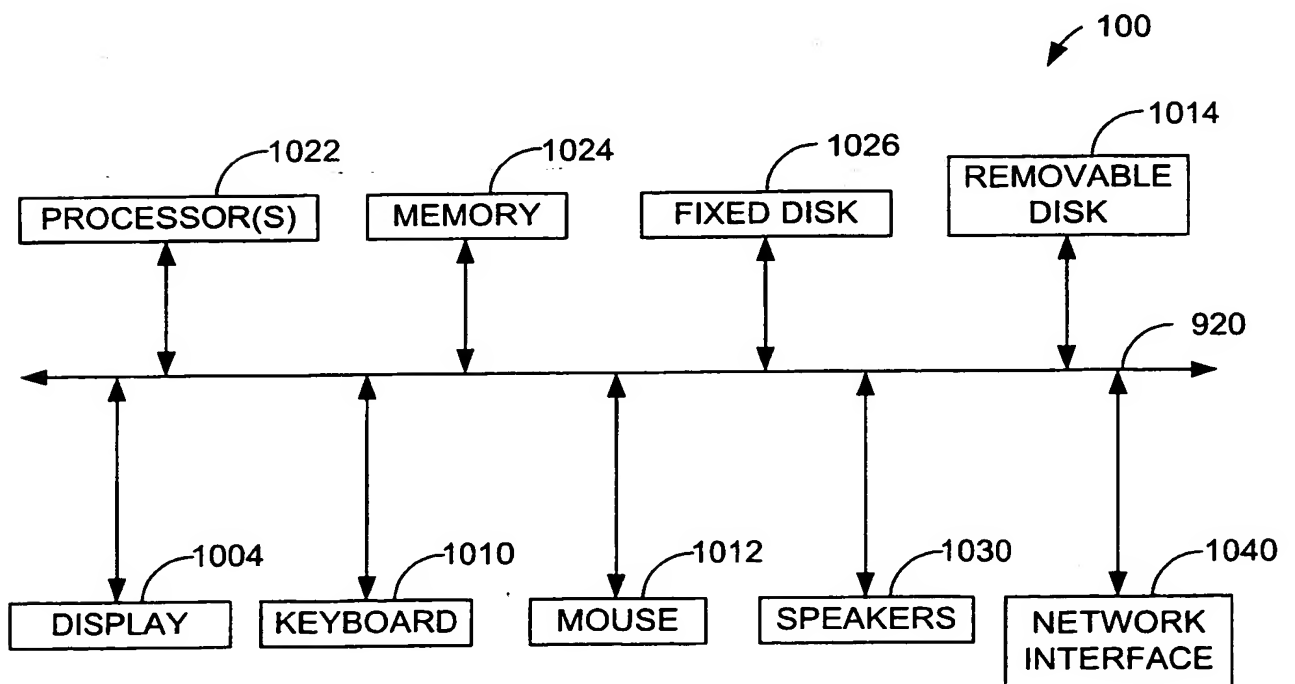 100
1014
1022
1024
1026
REMOVABLE
DISK
PROCESSOR(S)
MEMORY
FIXED DISK
920
1004
1010
1012
1030
1040
DISPLAY
KEYBOARD
MOUSE
SPEAKERS
NETWORK
INTERFACE